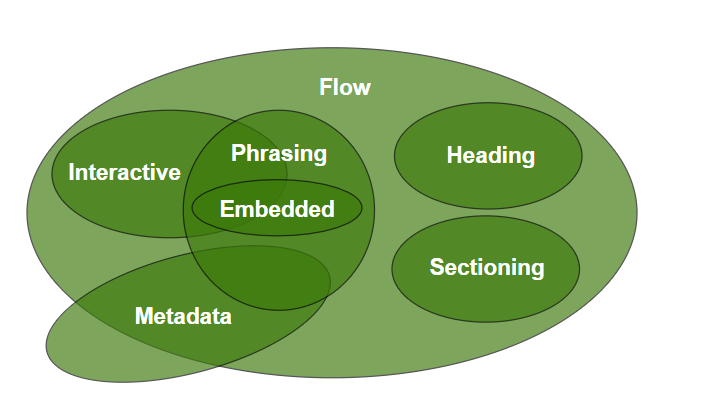 Flow
Interactive
Phrasing
Heading
Embedded
Sectioning
Metadata